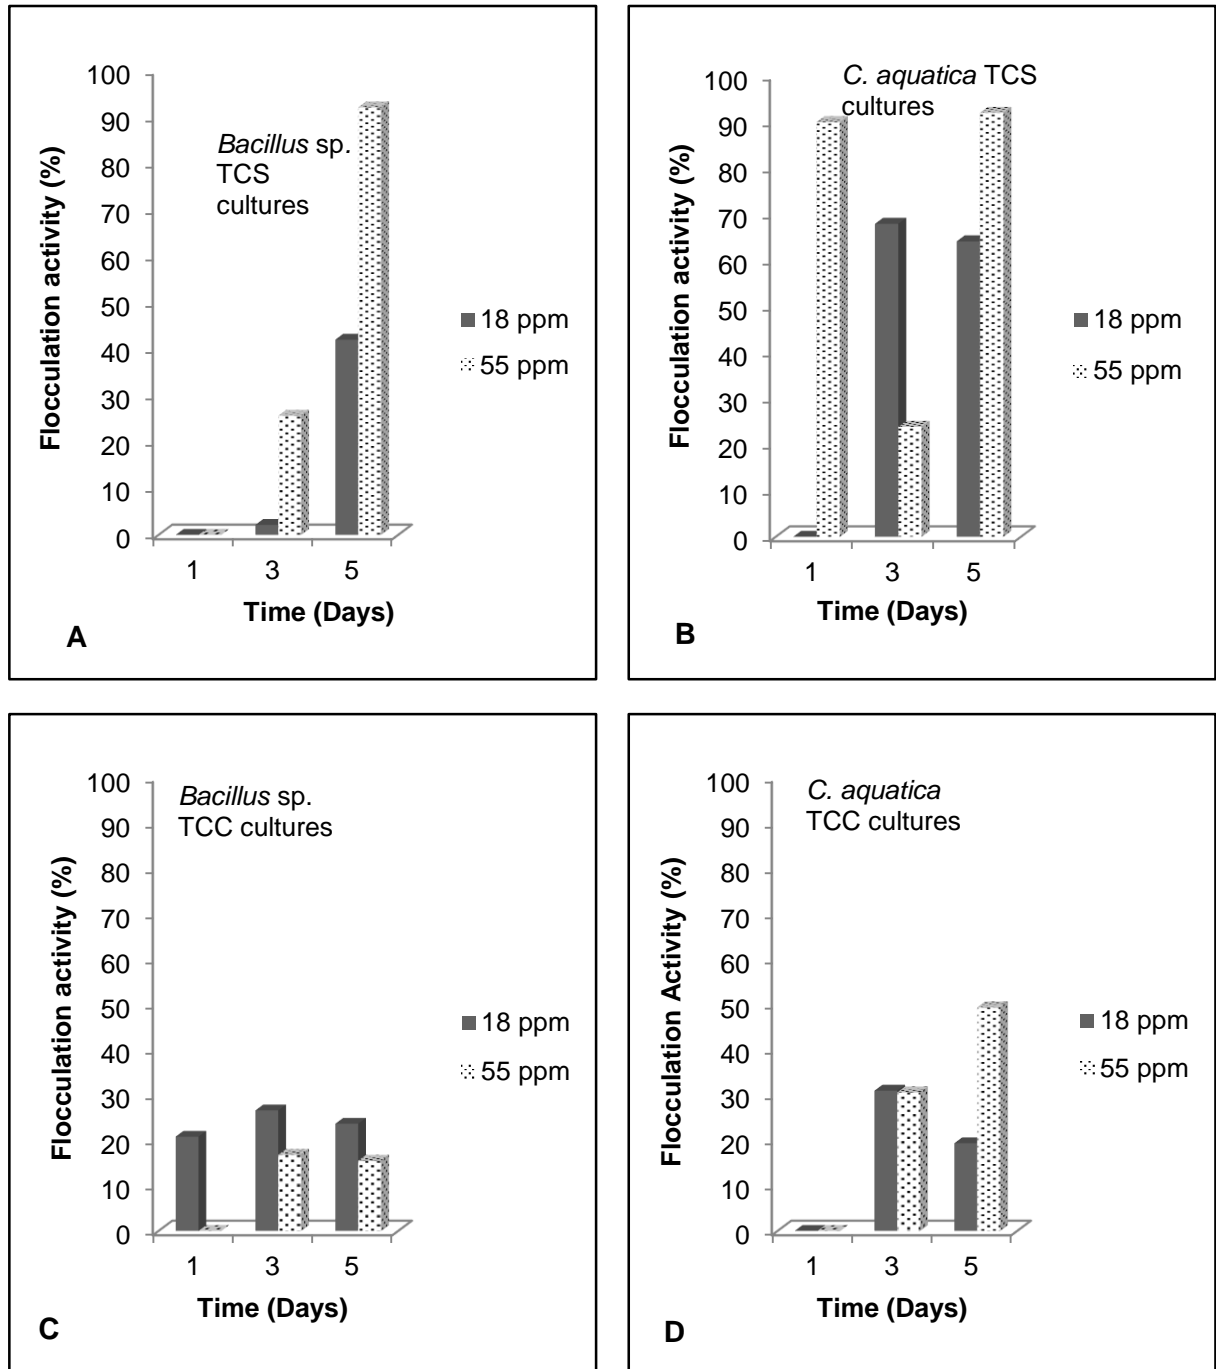 100
90
80
70
60
50
40
30
20
10
0
Flocculation activity (%)
Bacillus sp.
TCS
cultures
18 ppm
55 ppm
1 3 5
Time (Days)
A
100
90
80
70
60
50
40
30
20
10
0
Flocculation activity (%)
C. aquatica TCS
cultures
18 ppm
55 ppm
1 3 5
Time (Days)
B
100
90
80
70
60
50
40
30
20
10
0
Flocculation activity (%)
Bacillus sp.
TCC cultures
18 ppm
55 ppm
1 3 5
Time (Days)
C
100
90
80
70
60
50
40
30
20
10
0
Flocculation Activity (%)
C. aquatica
TCC cultures
18 ppm
55 ppm
1 3 5
Time (Days)
D